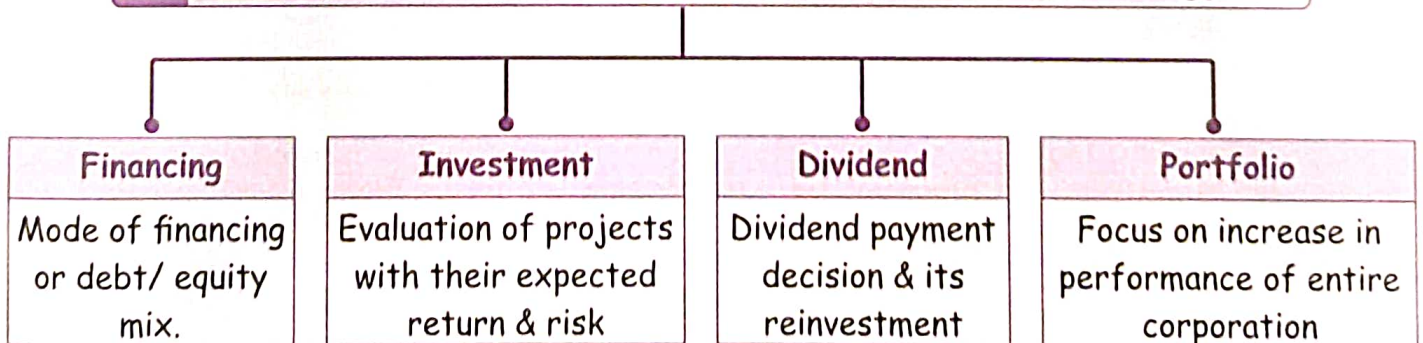 Financing
Mode of financing
or debt/ equity
mix.
Investment
Evaluation of projects
with their expected
return & risk
Dividend
Dividend payment
decision & its
reinvestment
Portfolio
Focus on increase in
performance of entire
corporation